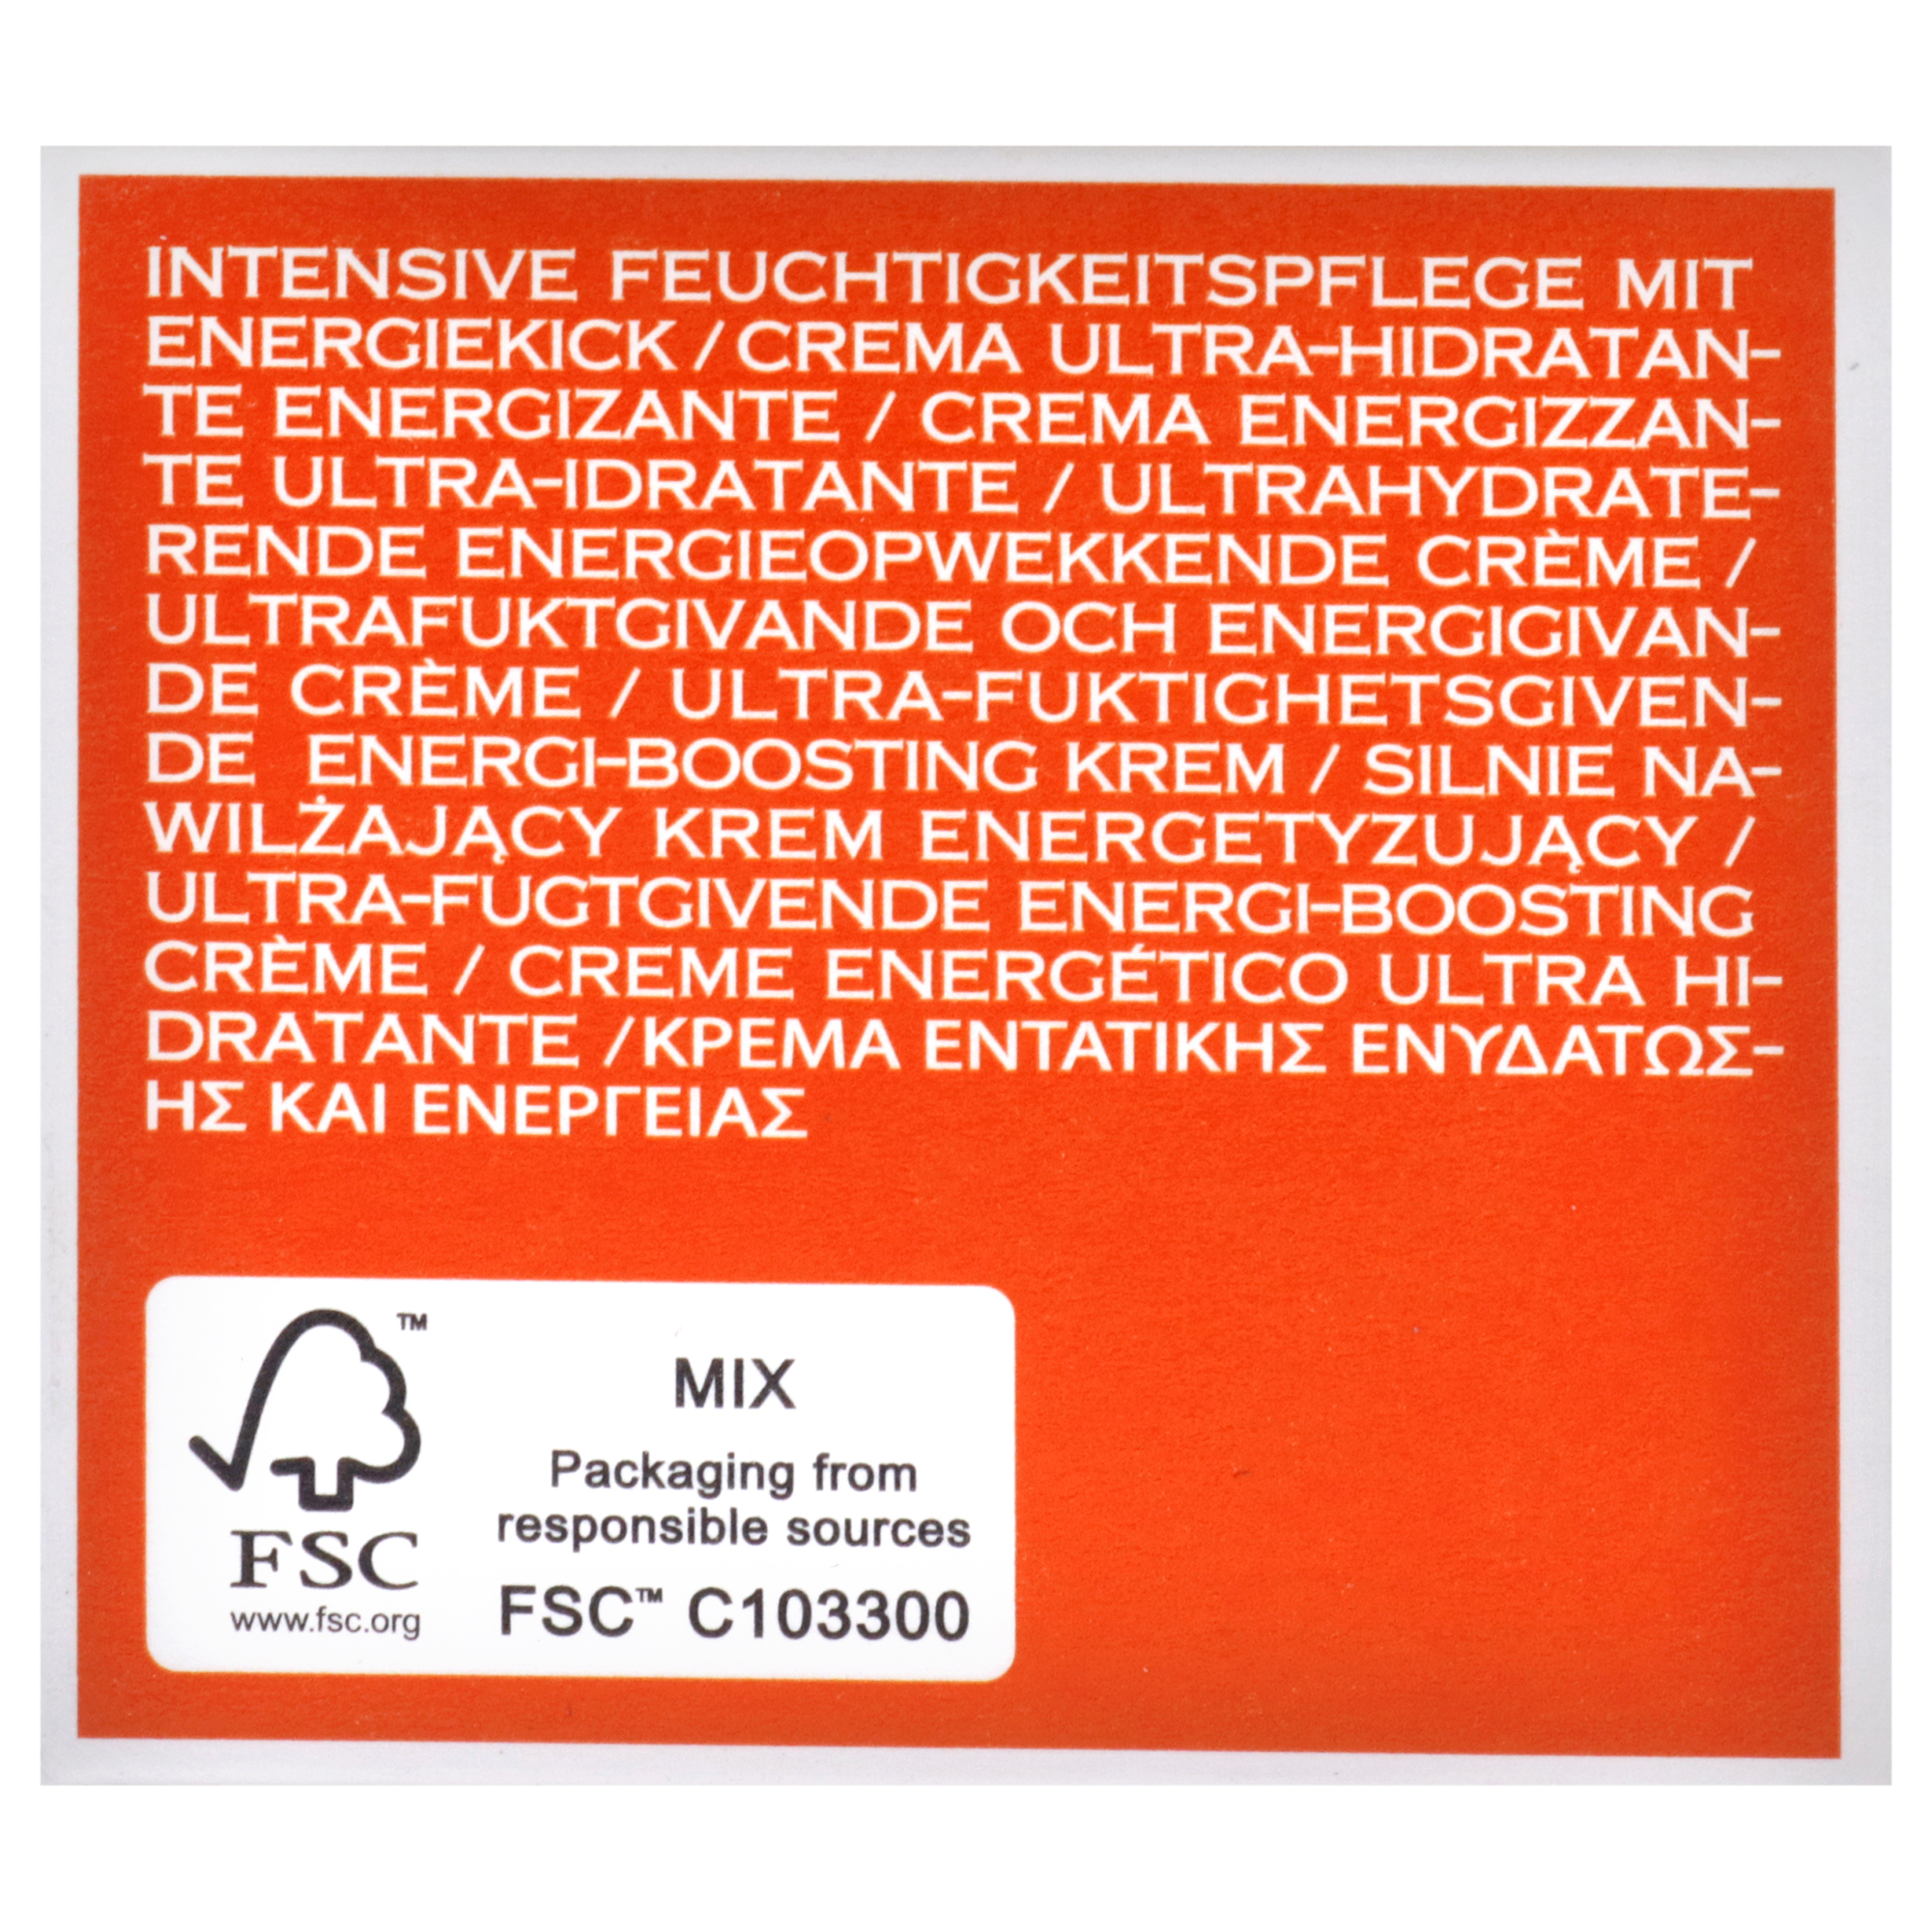 INTENSIVE FEUCHTIGKEITSPFLEGE MIT
ENERGIEKICK / CREMA ULTRA-HIDRATAN-
TE ENERGIZANTE / CREMA ENERGIZZAN-
TE ULTRA-IDRATANTE / ULTRAHYDRATE-
RENDE ENERGIEOPWEKKENDE CRÈME /
ULTRAFUKTGIVANDE OCH ENERGIGIVAN-
DE CRÈME / ULTRA-FUKTIGHETSGIVEN-
DE ENERGI-BOOSTING KREM / SILNIE NA-
WILŻAJĄCY KREM ENERGETYZUJĄCY /
ULTRA-FUGTGIVENDE ENERGI-BOOSTING
CRÈME / CREME ENERGÉTICO ULTRA HI-
DRATANTE /ΚΡΕΜΑ ΕΝΤΑΤΙΚΗΣ ΕΝΥΔΑΤΩΣ-
ΗΣ ΚΑΙ ΕΝΕΡΓΕΙΑΣ
TM
FSC
www.fsc.org
MIX
Packaging from
responsible sources
FSC™ C103300